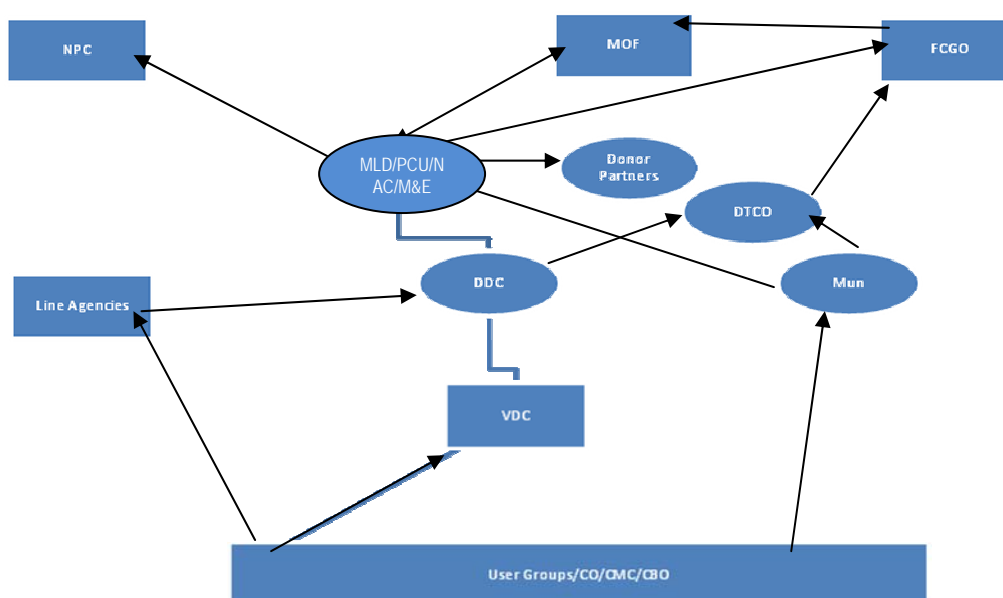 NPC
MOF
FCGO
MLD/PCU/N
AC/M&E
Donor
Partners
DTCO
DDC
Mun
Line Agencies
VDC
User Groups/CO/CMC/CBO